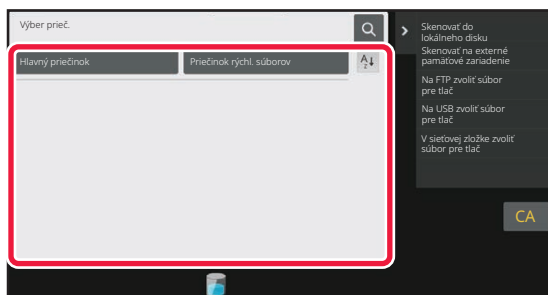 Výber prieč.
Hlavný priečinok
Priečinok rýchl. súborov
A
Z
Skenovať do
lokálneho disku
Skenovať na externé
pamäťové zariadenie
Na FTP zvoliť súbor
pre tlač
Na USB zvoliť súbor
pre tlač
V sieťovej zložke zvoliť
súbor pre tlač
CA